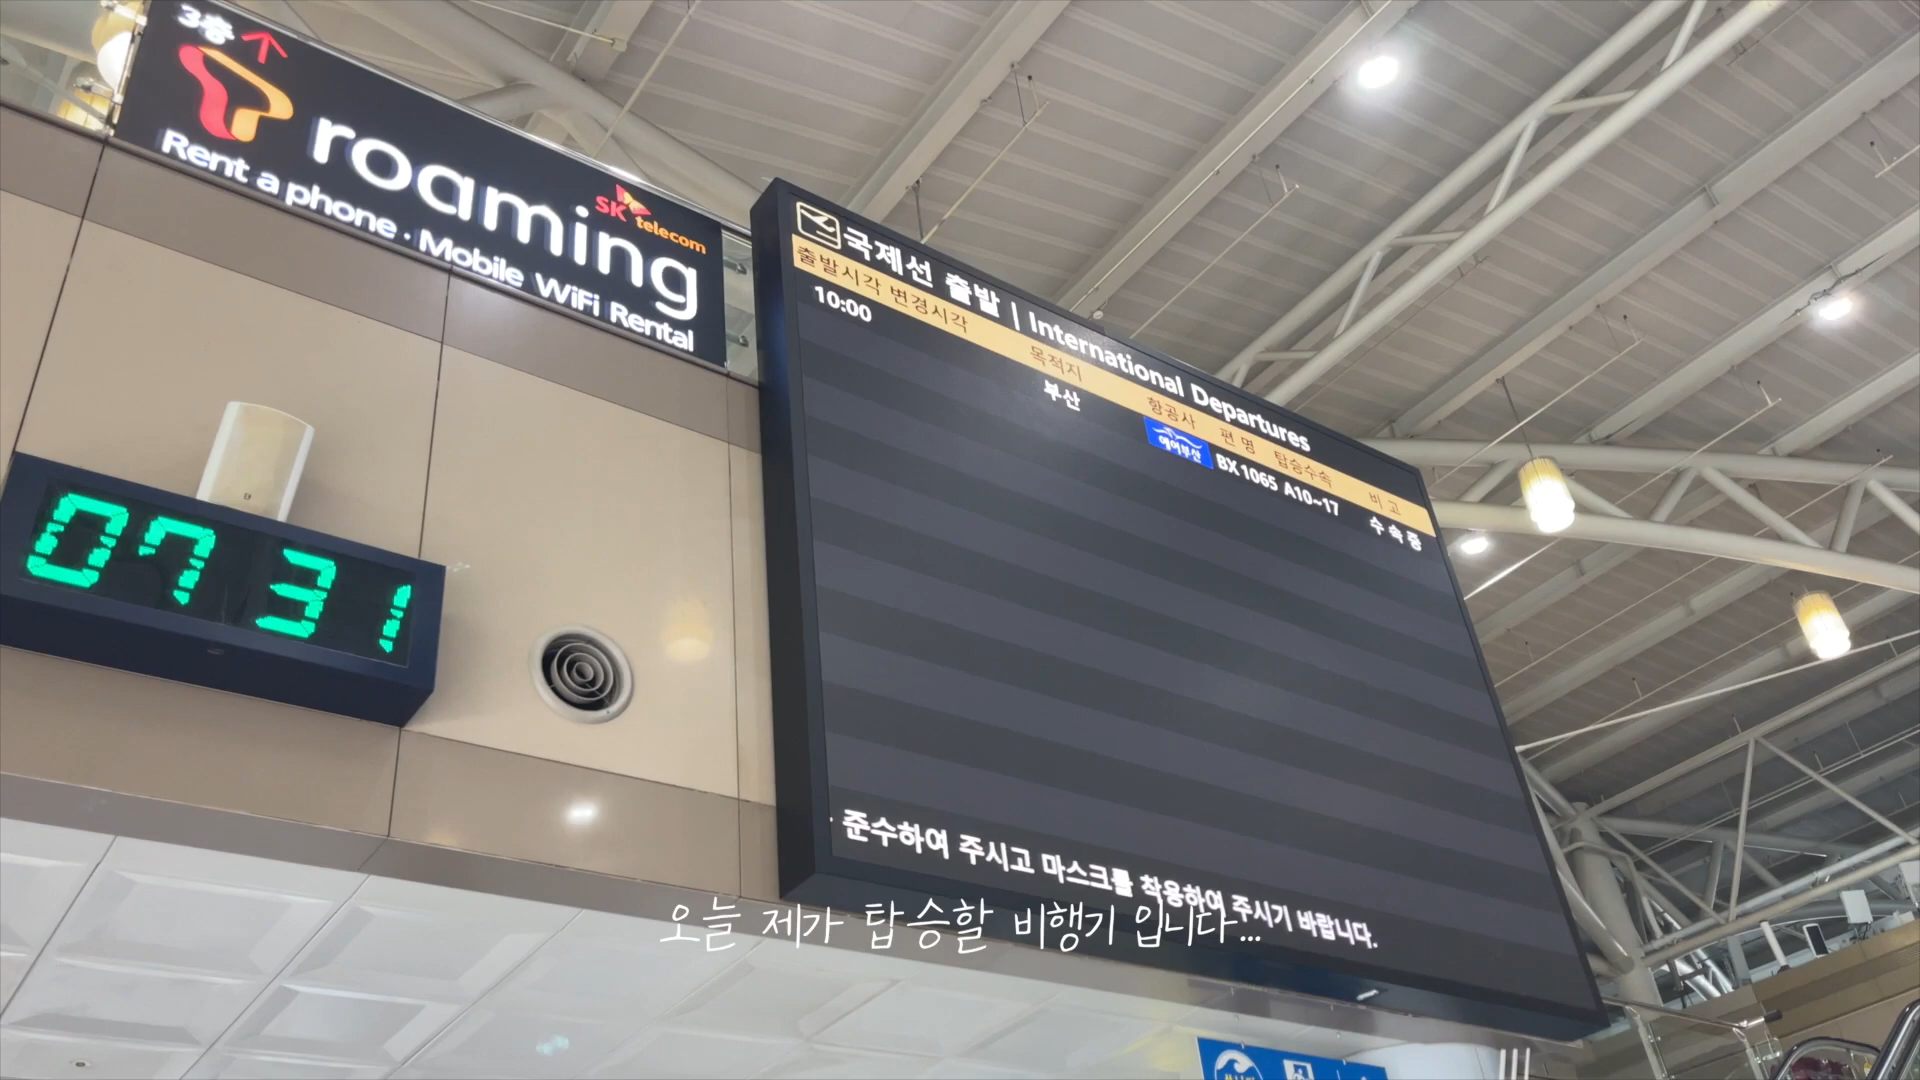 3층
roaming
SK telecom
Rent a phone · Mobile WiFi Rental
07 31
국제선 출발 | International Departures
출발시각 변경시각 목적지 항공사 편명 탑승수속 비고
10:00 부산 에어부산 BX 1065 A10~17 수속중
준수하여 주시고 마스크를 착용하여 주시기 바랍니다.
오늘 제가 탑승할 비행기 입니다...